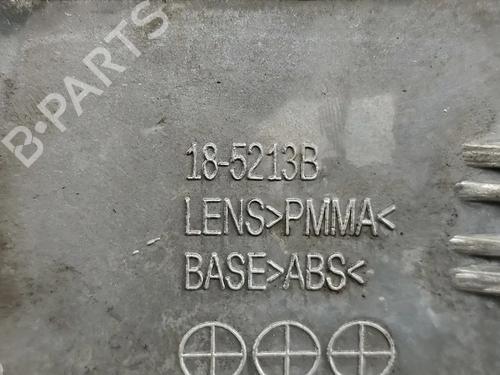 B-PARTS
18-5213B
LENS>PMMA<
BASE>ABS<